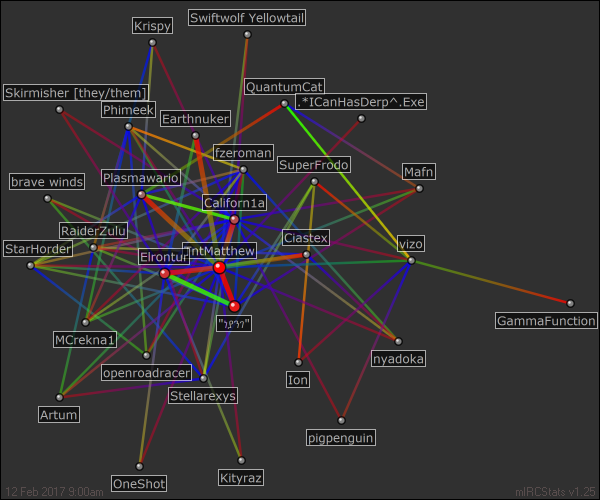 Swiftwolf Yellowtail
Krispy
QuantumCat
Skirmisher [they/them]
.*ICanHasDerp^.Exe
Phimeek
Earthnuker
fzeroman
SuperFrodo
Mafn
brave winds
Plasmawario
Californ1a
RaiderZulu
Ciastex
vizo
StarHorder
Elrontur
TntMatthew
GammaFunction
MCrekna1
nyadoka
openroadracer
Ion
Stellarexys
Artum
pigpenguin
OneShot
Kityraz
12 Feb 2017 9:00am
mIRCStats v1.25